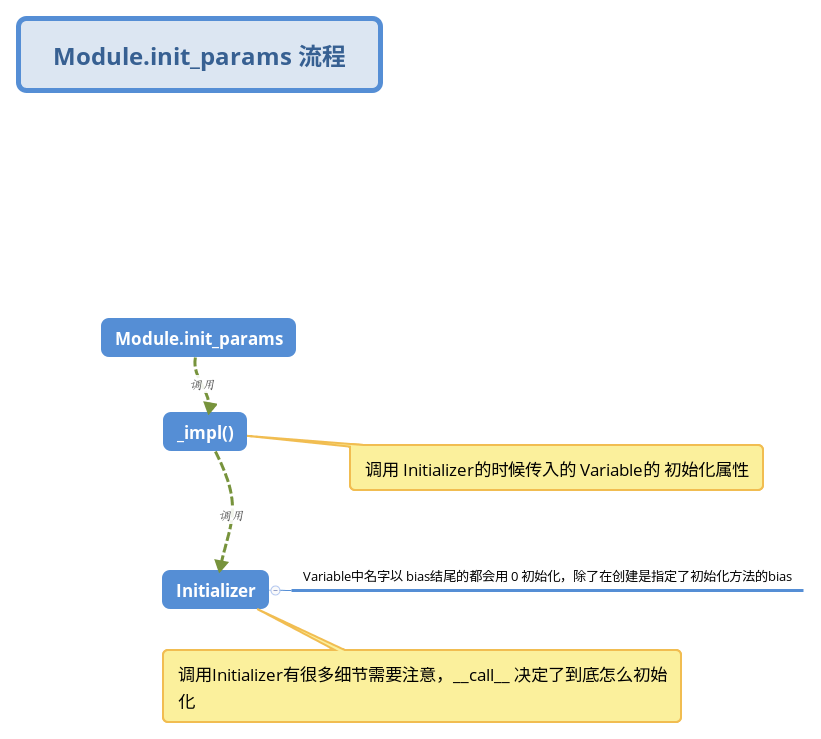 Module.init_params 流程
Module.init_params
调用
_impl()
调用 Initializer的时候传入的 Variable的 初始化属性
调用
Initializer
Variable中名字以 bias结尾的都会用 0 初始化，除了在创建是指定了初始化方法的bias
调用Initializer有很多细节需要注意，__call__ 决定了到底怎么初始
化